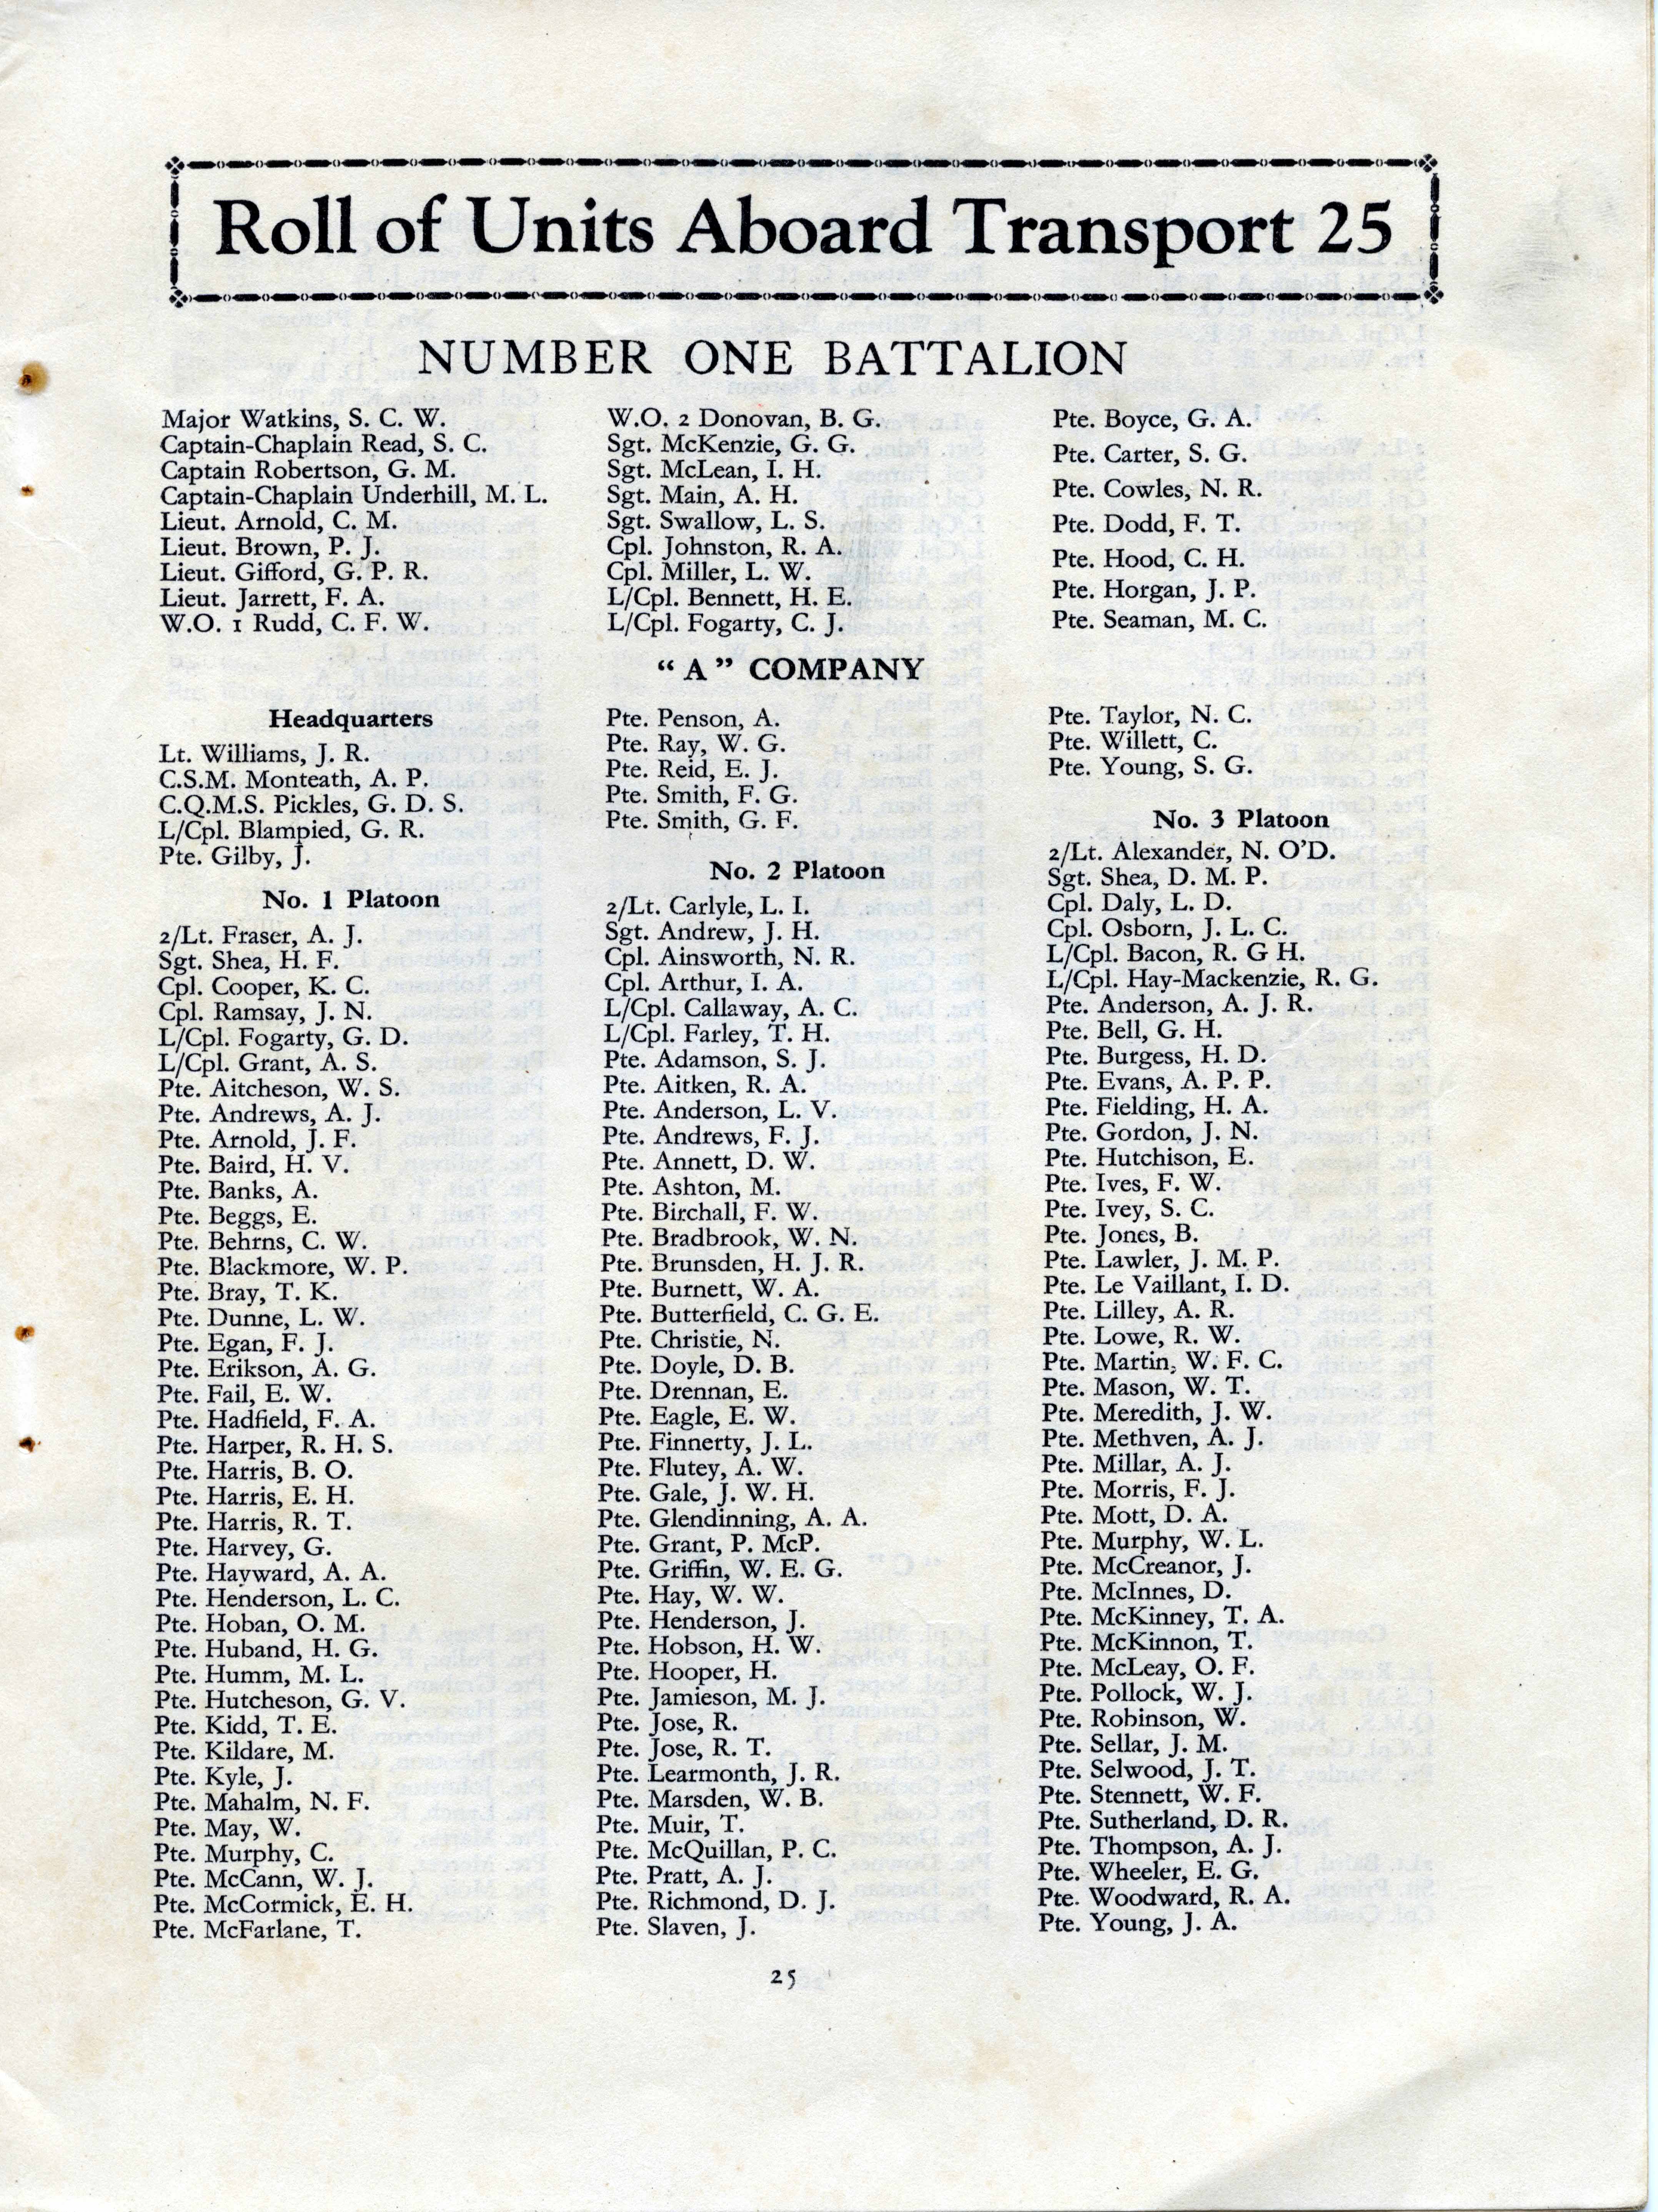 Roll of Units Aboard Transport 25
NUMBER ONE BATTALION
Major Watkins, S. C. W.
Captain-Chaplain Read, S. C.
Captain Robertson, G. M.
Captain-Chaplain Underhill, M. L.
Lieut. Arnold, C. M.
Lieut. Brown, P. J.
Lieut. Gifford, G. P. R.
Lieut. Jarrett, F. A.
W.O. 1 Rudd, C. F. W.
W.O. 2 Donovan, B. G.
Sgt. McKenzie, G. G.
Sgt. McLean, I. H.
Sgt. Main, A. H.
Sgt. Swallow, L. S.
Cpl. Johnston, R. A.
Cpl. Miller, L. W.
L/Cpl. Bennett, H. E.
L/Cpl. Fogarty, C. J.
Pte. Boyce, G. A.
Pte. Carter, S. G.
Pte. Cowles, N. R.
Pte. Dodd, F. T.
Pte. Hood, C. H.
Pte. Horgan, J. P.
Pte. Seaman, M. C.
“ A ” COMPANY
Headquarters
Lt. Williams, J. R.
C.S.M. Monteath, A. P.
C.Q.M.S. Pickles, G. D. S.
L/Cpl. Blampied, G. R.
Pte. Gilby, J.
No. 1 Platoon
2/Lt. Fraser, A. J.
Sgt. Shea, H. F.
Cpl. Cooper, K. C.
Cpl. Ramsay, J. N.
L/Cpl. Fogarty, G. D.
L/Cpl. Grant, A. S.
Pte. Aitcheson, W. S.
Pte. Andrews, A. J.
Pte. Arnold, J. F.
Pte. Baird, H. V.
Pte. Banks, A.
Pte. Beggs, E.
Pte. Behrns, C. W.
Pte. Blackmore, W. P.
Pte. Bray, T. K.
Pte. Dunne, L. W.
Pte. Egan, F. J.
Pte. Erikson, A. G.
Pte. Fail, E. W.
Pte. Hadfield, F. A.
Pte. Harper, R. H. S.
Pte. Harris, B. O.
Pte. Harris, E. H.
Pte. Harris, R. T.
Pte. Harvey, G.
Pte. Hayward, A. A.
Pte. Henderson, L. C.
Pte. Hoban, O. M.
Pte. Huband, H. G.
Pte. Humm, M. L.
Pte. Hutcheson, G. V.
Pte. Kidd, T. E.
Pte. Kildare, M.
Pte. Kyle, J.
Pte. Mahalm, N. F.
Pte. May, W.
Pte. Murphy, C.
Pte. McCann, W. J.
Pte. McCormick, E. H.
Pte. McFarlane, T.
Pte. Penson, A.
Pte. Ray, W. G.
Pte. Reid, E. J.
Pte. Smith, F. G.
Pte. Smith, G. F.
No. 2 Platoon
2/Lt. Carlyle, L. I.
Sgt. Andrew, J. H.
Cpl. Ainsworth, N. R.
Cpl. Arthur, I. A.
L/Cpl. Callaway, A. C.
L/Cpl. Farley, T. H.
Pte. Adamson, S. J.
Pte. Aitken, R. A.
Pte. Anderson, L. V.
Pte. Andrews, F. J.
Pte. Annett, D. W.
Pte. Ashton, M.
Pte. Birchall, F. W.
Pte. Bradbrook, W. N.
Pte. Brunsden, H. J. R.
Pte. Burnett, W. A.
Pte. Butterfield, C. G. E.
Pte. Christie, N.
Pte. Doyle, D. B.
Pte. Drennan, E.
Pte. Eagle, E. W.
Pte. Finnerty, J. L.
Pte. Flutey, A. W.
Pte. Gale, J. W. H.
Pte. Glendinning, A. A.
Pte. Grant, P. McP.
Pte. Griffin, W. E. G.
Pte. Hay, W. W.
Pte. Henderson, J.
Pte. Hobson, H. W.
Pte. Hooper, H.
Pte. Jamieson, M. J.
Pte. Jose, R.
Pte. Jose, R. T.
Pte. Learmonth, J. R.
Pte. Marsden, W. B.
Pte. Muir, T.
Pte. McQuillan, P. C.
Pte. Pratt, A. J.
Pte. Richmond, D. J.
Pte. Slaven, J.
Pte. Taylor, N. C.
Pte. Willett, C.
Pte. Young, S. G.
No. 3 Platoon
2/Lt. Alexander, N. O’D.
Sgt. Shea, D. M. P.
Cpl. Daly, L. D.
Cpl. Osborn, J. L. C.
L/Cpl. Bacon, R. G H.
L/Cpl. Hay-Mackenzie, R. G.
Pte. Anderson, A. J. R.
Pte. Bell, G. H.
Pte. Burgess, H. D.
Pte. Evans, A. P. P.
Pte. Fielding, H. A.
Pte. Gordon, J. N.
Pte. Hutchison, E.
Pte. Ives, F. W.
Pte. Ivey, S. C.
Pte. Jones, B.
Pte. Lawler, J. M. P.
Pte. Le Vaillant, I. D.
Pte. Lilley, A. R.
Pte. Lowe, R. W.
Pte. Martin, W. F. C.
Pte. Mason, W. T.
Pte. Meredith, J. W.
Pte. Methven, A. J.
Pte. Millar, A. J.
Pte. Morris, F. J.
Pte. Mott, D. A.
Pte. Murphy, W. L.
Pte. McCreanor, J.
Pte. McInnes, D.
Pte. McKinney, T. A.
Pte. McKinnon, T.
Pte. McLeay, O. F.
Pte. Pollock, W. J.
Pte. Robinson, W.
Pte. Sellar, J. M.
Pte. Selwood, J. T.
Pte. Stennett, W. F.
Pte. Sutherland, D. R.
Pte. Thompson, A. J.
Pte. Wheeler, E. G.
Pte. Woodward, R. A.
Pte. Young, J. A.
25